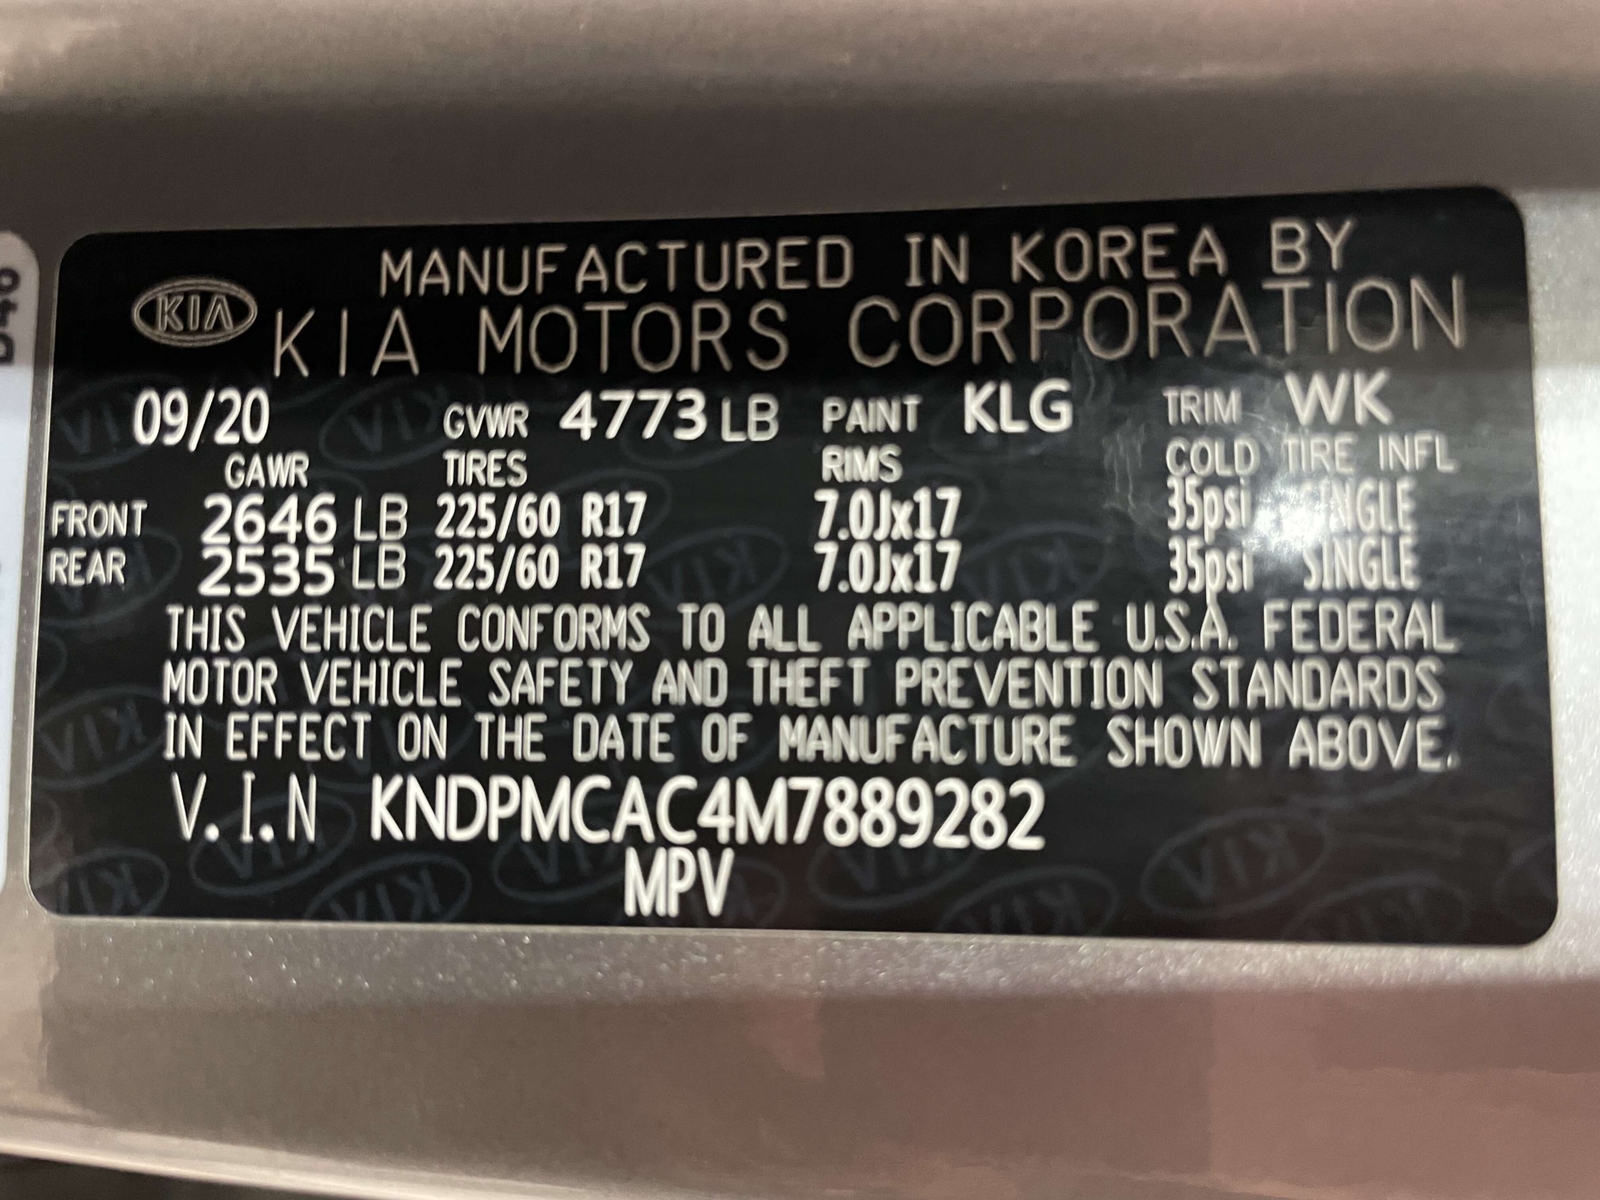 MANUFACTURED IN KOREA BY
KIA KIA MOTORS CORPORATION
09/20 GVWR 4773 LB PAINT KLG TRIM WK
GAWR TIRES RIMS COLD TIRE INFL
FRONT 2646 LB 225/60 R17 7.0Jx17 35psi SINGLE
REAR 2535 LB 225/60 R17 7.0Jx17 35psi SINGLE
THIS VEHICLE CONFORMS TO ALL APPLICABLE U.S.A. FEDERAL
MOTOR VEHICLE SAFETY AND THEFT PREVENTION STANDARDS
IN EFFECT ON THE DATE OF MANUFACTURE SHOWN ABOVE.
V.I.N KNDPMCAC4M7889282
MPV